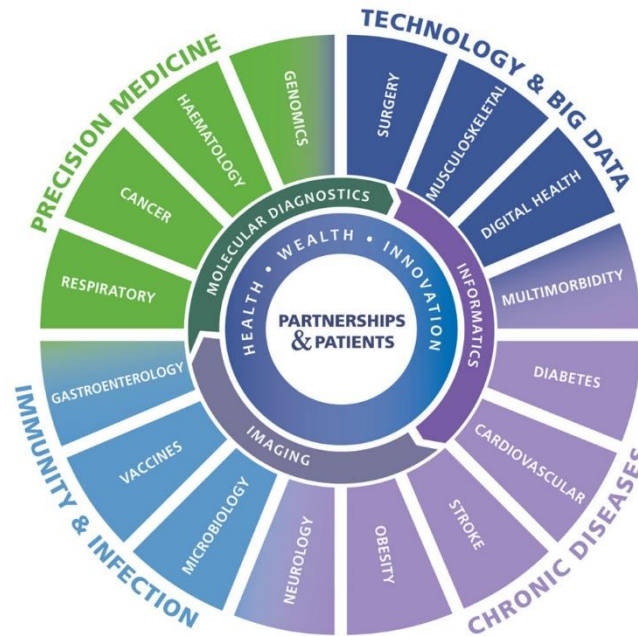 PRECISION MEDICINE
TECHNOLOGY & BIG DATA
CHRONIC DISEASES
IMMUNITY & INFECTION
GENOMICS
SURGERY
MUSCULOSKELETAL
DIGITAL HEALTH
MULTIMORBIDITY
DIABETES
CARDIOVASCULAR
STROKE
OBESITY
NEUROLOGY
MICROBIOLOGY
VACCINES
GASTROENTEROLOGY
RESPIRATORY
CANCER
HAEMATOLOGY
MOLECULAR DIAGNOSTICS
INFORMATICS
IMAGING
HEALTH • WEALTH • INNOVATION
PARTNERSHIPS
& PATIENTS